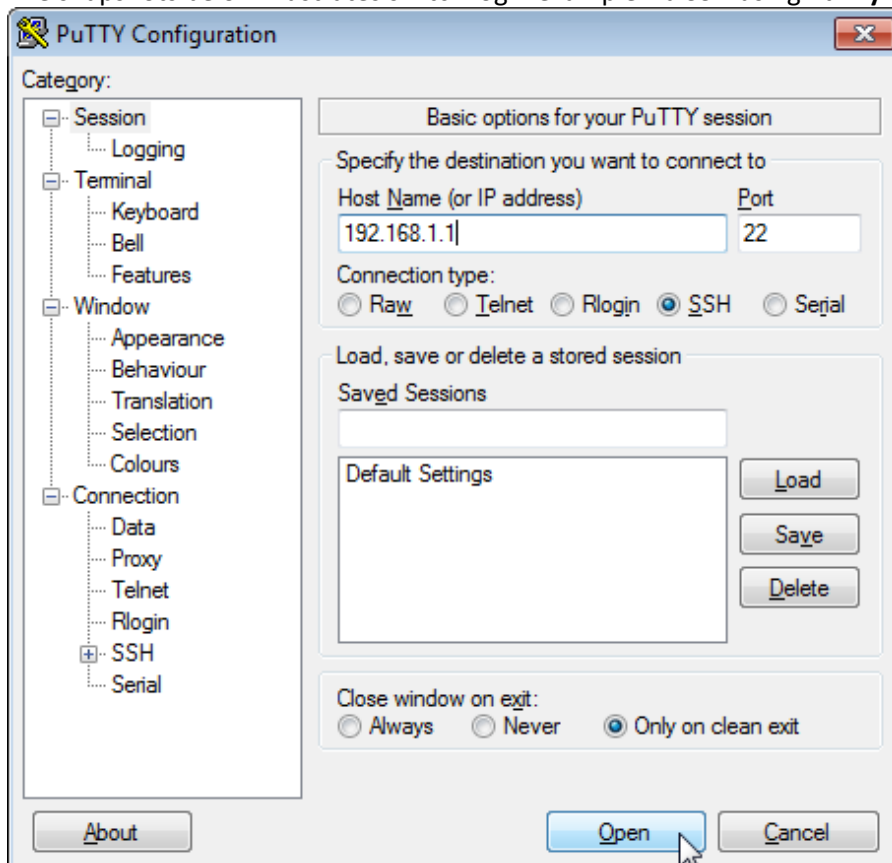 PuTTY Configuration
Category:
Session
Logging
Terminal
Keyboard
Bell
Features
Window
Appearance
Behaviour
Translation
Selection
Colours
Connection
Data
Proxy
Telnet
Rlogin
SSH
Serial
Basic options for your PuTTY session
Specify the destination you want to connect to
Host Name (or IP address) Port
192.168.1.1 22
Connection type:
Raw Telnet Rlogin SSH Serial
Load, save or delete a stored session
Saved Sessions
Default Settings
Load
Save
Delete
Close window on exit:
Always Never Only on clean exit
About Open Cancel